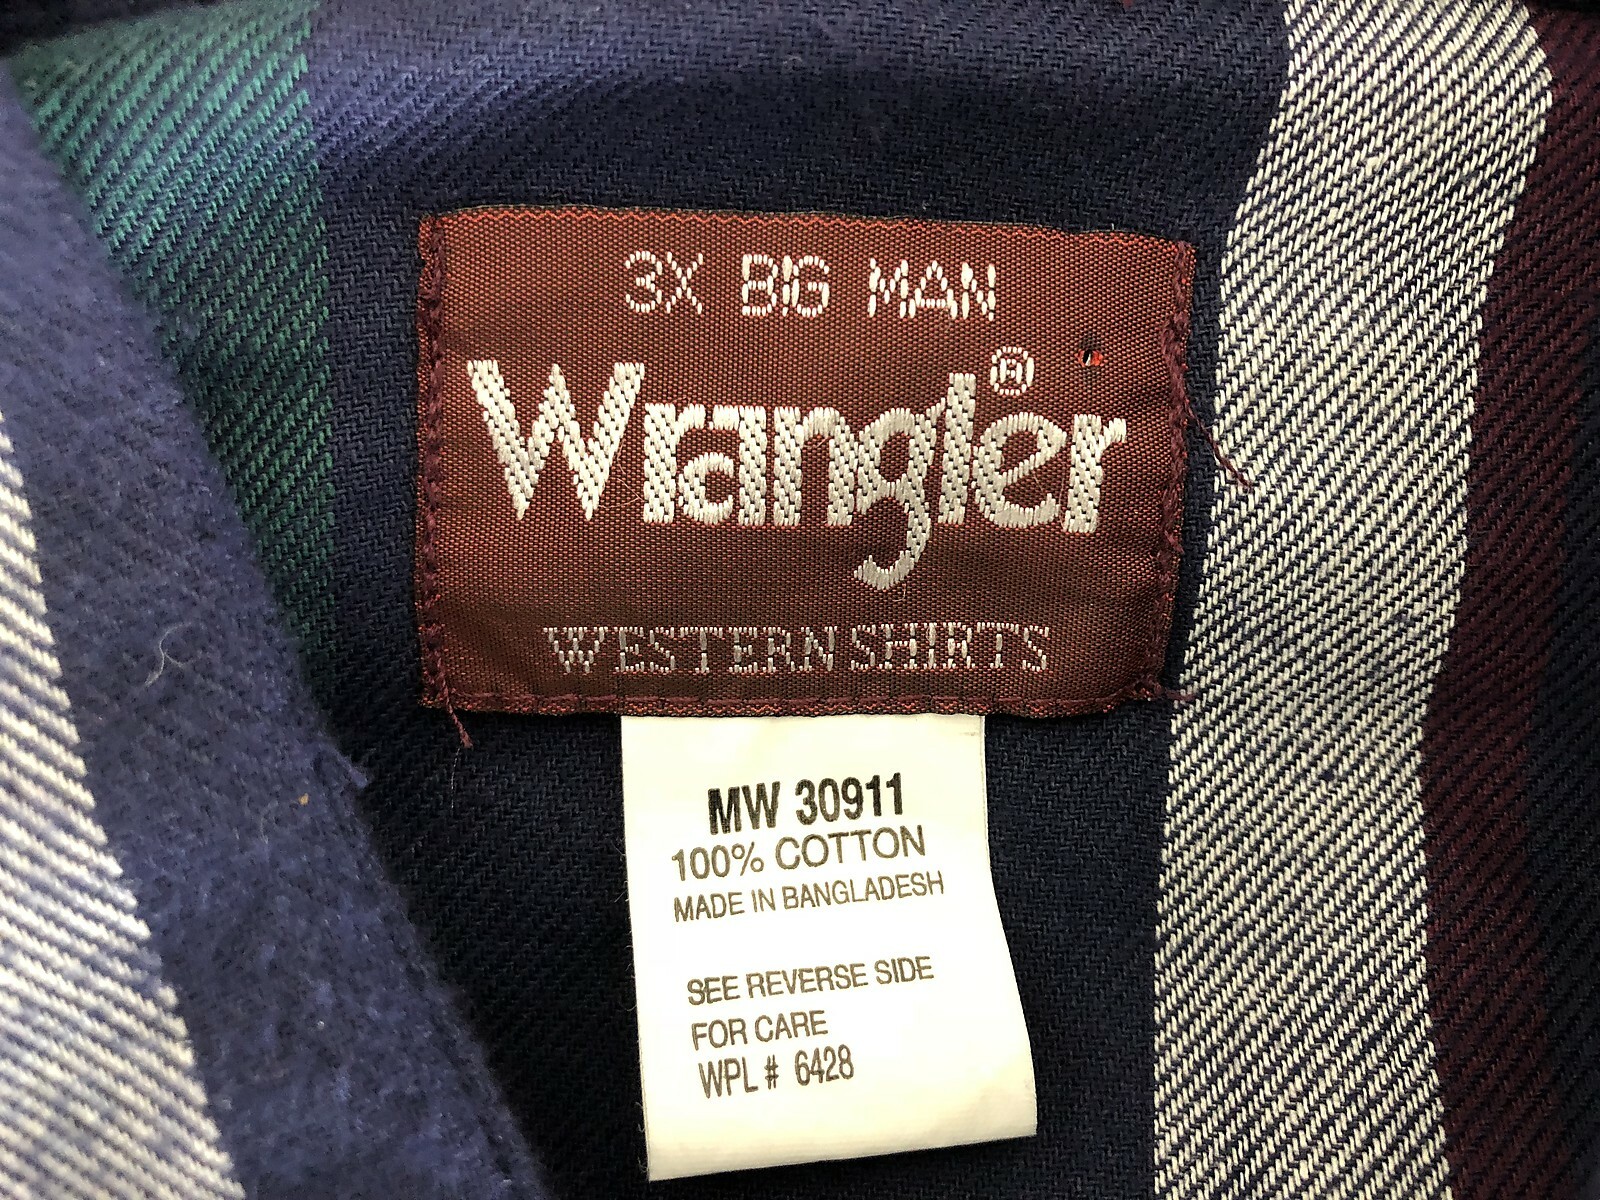 3X BIG MAN
Wrangler®
WESTERN SHIRTS
MW 30911
100% COTTON
MADE IN BANGLADESH
SEE REVERSE SIDE
FOR CARE
WPL # 6428